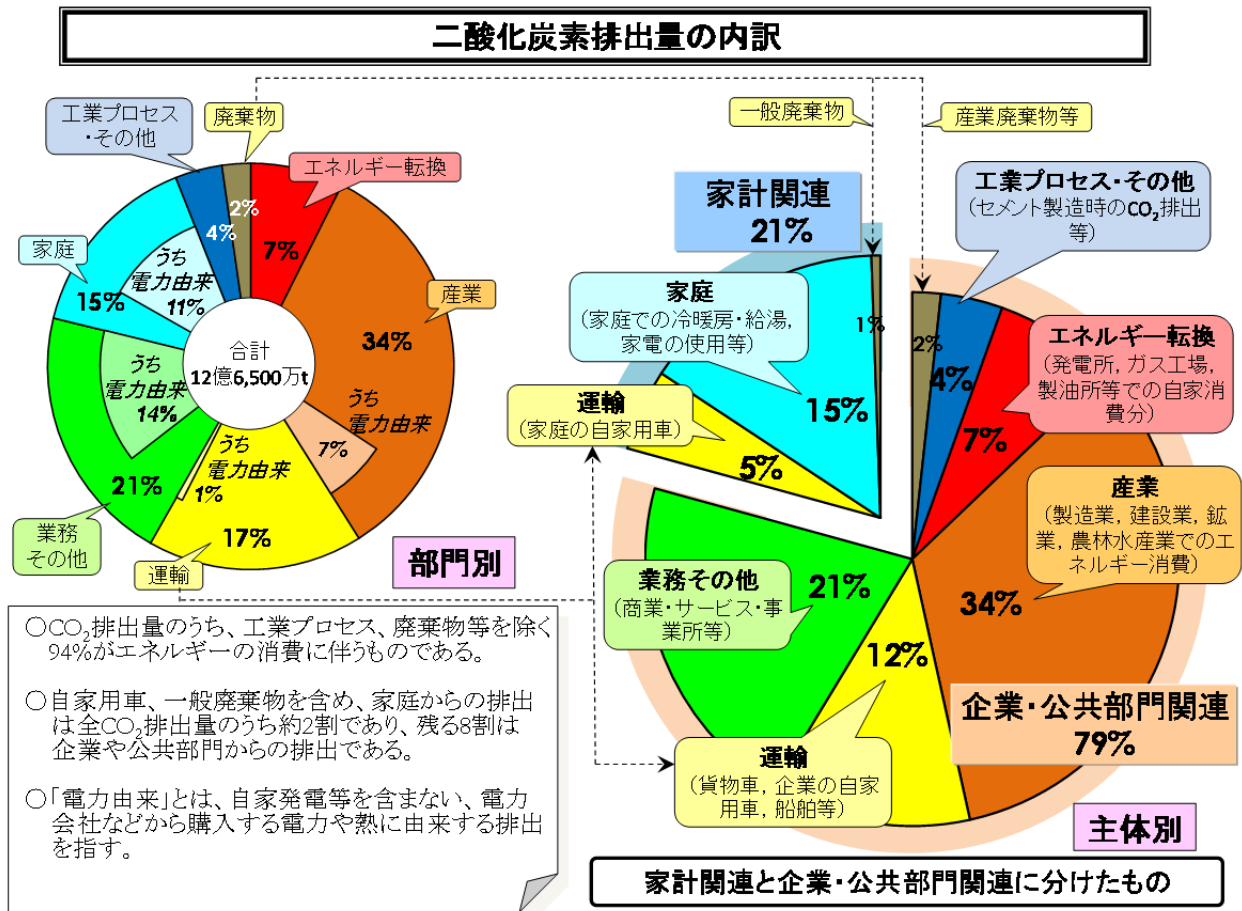 二酸化炭素排出量の内訳
工業プロセス
・その他
廃棄物
エネルギー転換
2%
4%
7%
家庭
うち
電力由来
11%
15%
産業
34%
合計
12億6,500万t
うち
電力由来
14%
うち
電力由来
7%
うち
電力由来
1%
21%
17%
業務
その他
運輸
部門別
○CO₂排出量のうち、工業プロセス、廃棄物等を除く
94%がエネルギーの消費に伴うものである。
○自家用車、一般廃棄物を含め、家庭からの排出
は全CO₂排出量のうち約2割であり、残る8割は
企業や公共部門からの排出である。
○「電力由来」とは、自家発電等を含まない、電力
会社などから購入する電力や熱に由来する排出
を指す。
一般廃棄物
産業廃棄物等
家計関連
21%
工業プロセス・その他
(セメント製造時のCO₂排出
等)
家庭
(家庭での冷暖房・給湯,
家電の使用等)
1%
15%
運輸
(家庭の自家用車)
5%
2%
4%
エネルギー転換
(発電所,ガス工場,
製油所等での自家消
費分)
7%
産業
(製造業,建設業,鉱
業,農林水産業でのエ
ネルギー消費)
34%
業務その他
(商業・サービス・事
業所等)
21%
12%
運輸
(貨物車,企業の自家
用車,船舶等)
企業・公共部門関連
79%
主体別
家計関連と企業・公共部門関連に分けたもの